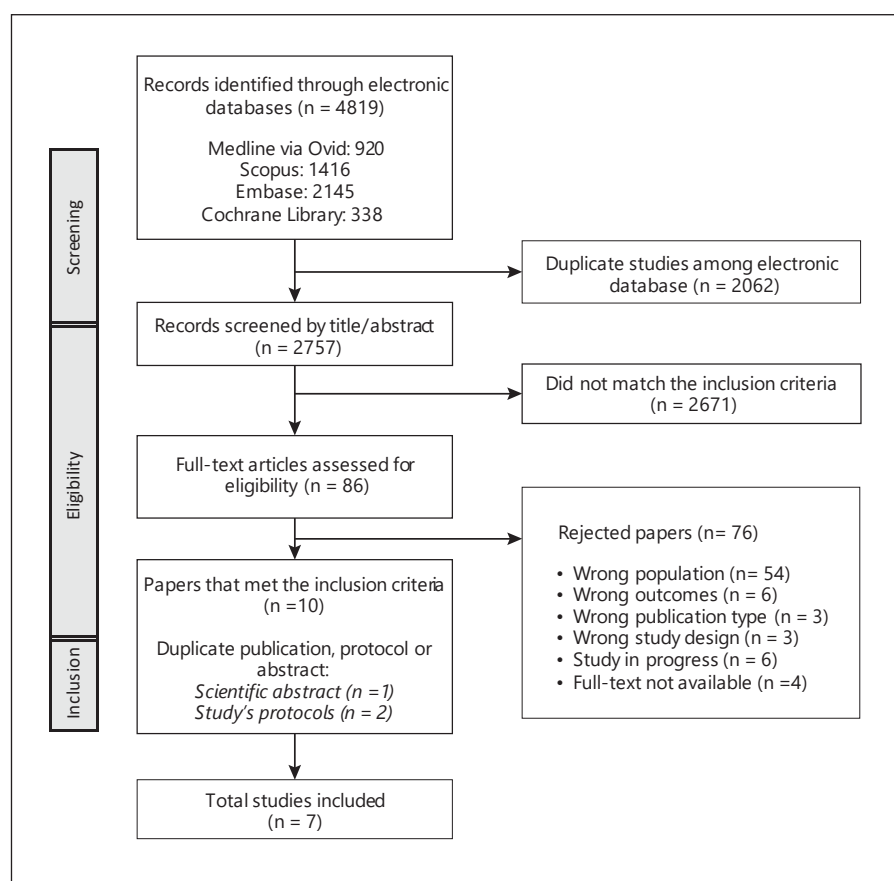 Records identified through electronic
databases (n = 4819)
Medline via Ovid: 920
Scopus: 1416
Embase: 2145
Cochrane Library: 338
Screening
Duplicate studies among electronic
database (n = 2062)
Records screened by title/abstract
(n = 2757)
Did not match the inclusion criteria
(n = 2671)
Eligibility
Full-text articles assessed for
eligibility (n = 86)
Rejected papers (n= 76)
• Wrong population (n= 54)
• Wrong outcomes (n = 6)
• Wrong publication type (n = 3)
• Wrong study design (n = 3)
• Study in progress (n = 6)
• Full-text not available (n =4)
Papers that met the inclusion criteria
(n =10)
Duplicate publication, protocol or
abstract:
Scientific abstract (n =1)
Study's protocols (n = 2)
Inclusion
Total studies included
(n = 7)